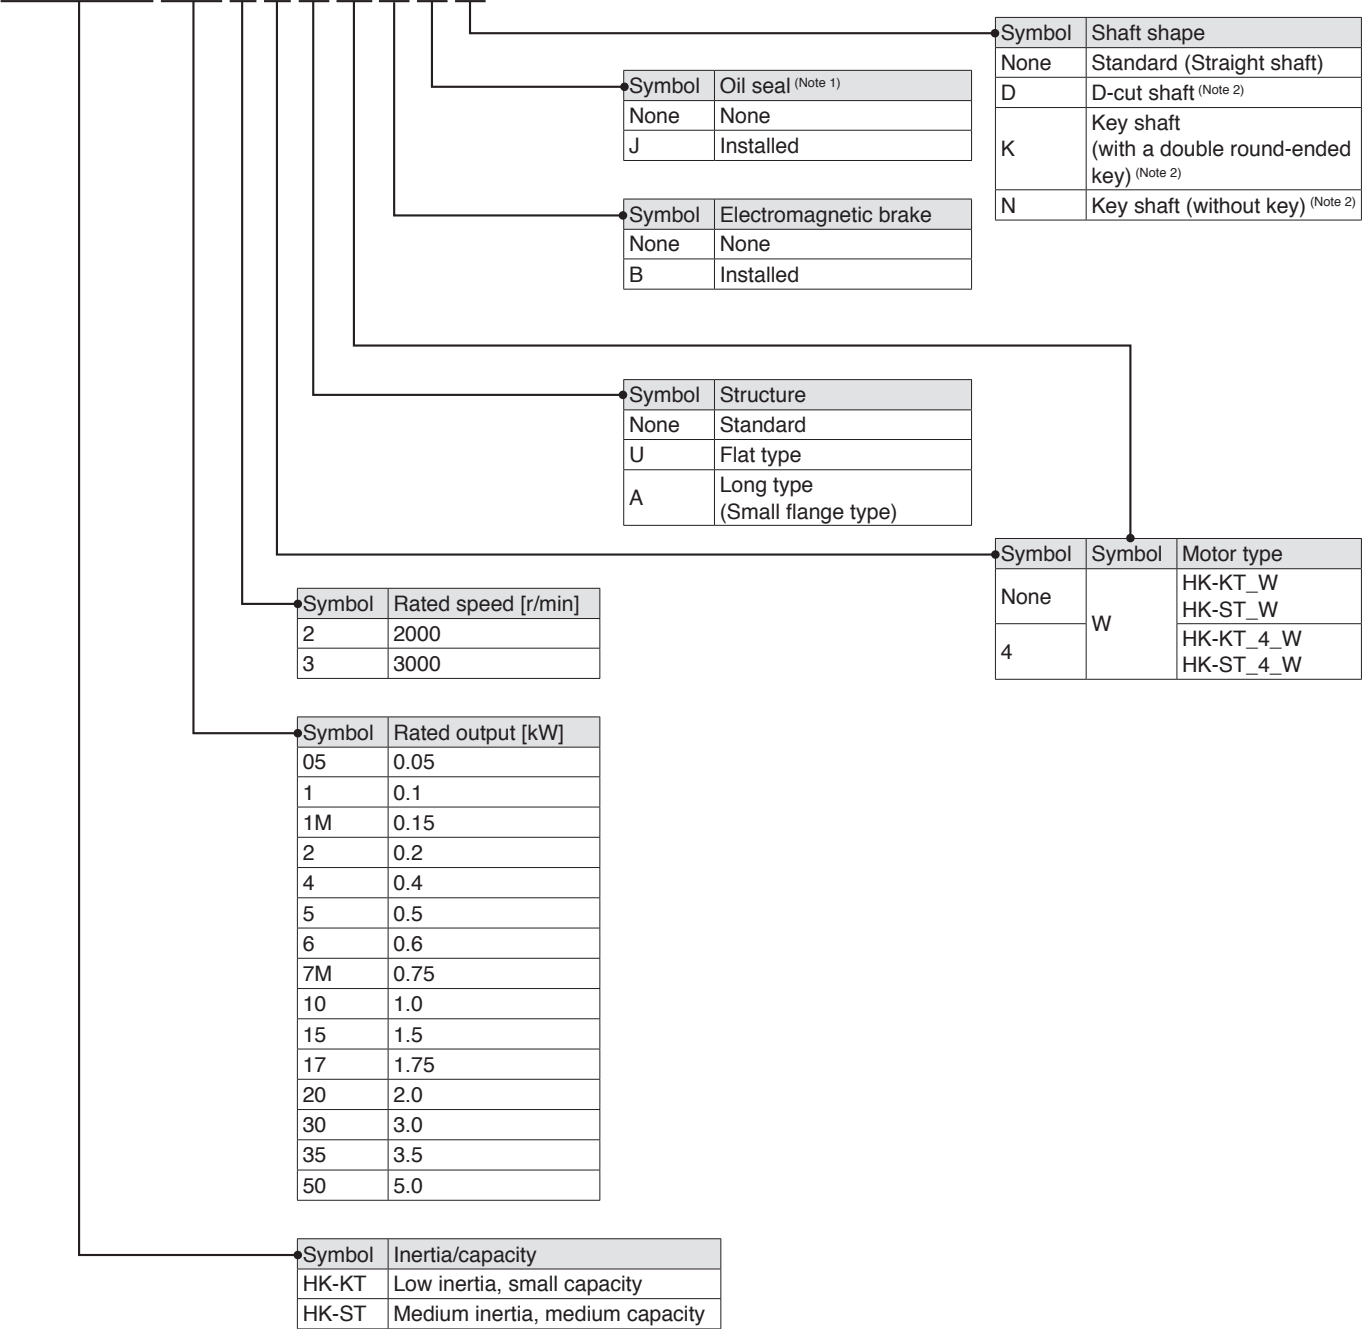 Symbol Shaft shape
None Standard (Straight shaft)
D D-cut shaft (Note 2)
K Key shaft
(with a double round-ended
key) (Note 2)
N Key shaft (without key) (Note 2)
Symbol Oil seal (Note 1)
None None
J Installed
Symbol Electromagnetic brake
None None
B Installed
Symbol Structure
None Standard
U Flat type
A Long type
(Small flange type)
Symbol Symbol Motor type
None W HK-KT_W
HK-ST_W
4 HK-KT_4_W
HK-ST_4_W
Symbol Rated speed [r/min]
2 2000
3 3000
Symbol Rated output [kW]
05 0.05
1 0.1
1M 0.15
2 0.2
4 0.4
5 0.5
6 0.6
7M 0.75
10 1.0
15 1.5
17 1.75
20 2.0
30 3.0
35 3.5
50 5.0
Symbol Inertia/capacity
HK-KT Low inertia, small capacity
HK-ST Medium inertia, medium capacity